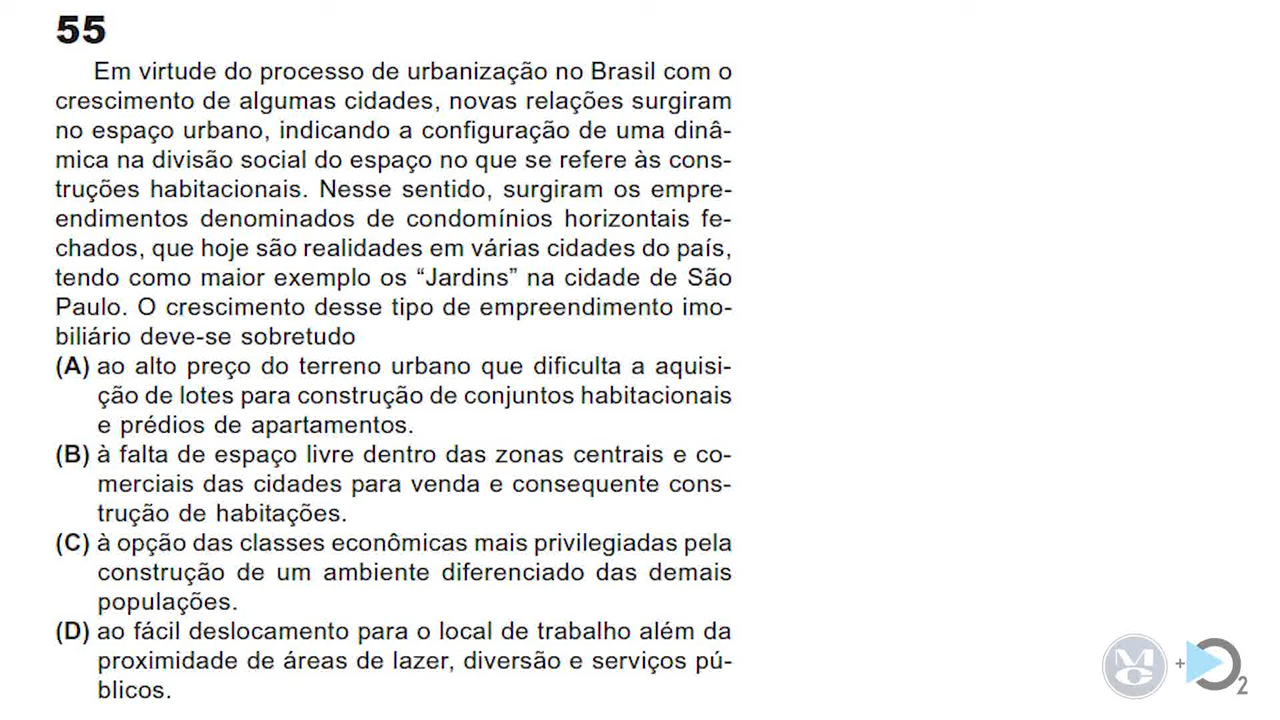 55
Em virtude do processo de urbanização no Brasil com o
crescimento de algumas cidades, novas relações surgiram
no espaço urbano, indicando a configuração de uma dinâ-
mica na divisão social do espaço no que se refere às cons-
truções habitacionais. Nesse sentido, surgiram os empre-
endimentos denominados de condomínios horizontais fe-
chados, que hoje são realidades em várias cidades do país,
tendo como maior exemplo os “Jardins” na cidade de São
Paulo. O crescimento desse tipo de empreendimento imo-
biliário deve-se sobretudo
(A) ao alto preço do terreno urbano que dificulta a aquisi-
ção de lotes para construção de conjuntos habitacionais
e prédios de apartamentos.
(B) à falta de espaço livre dentro das zonas centrais e co-
merciais das cidades para venda e consequente cons-
trução de habitações.
(C) à opção das classes econômicas mais privilegiadas pela
construção de um ambiente diferenciado das demais
populações.
(D) ao fácil deslocamento para o local de trabalho além da
proximidade de áreas de lazer, diversão e serviços pú-
blicos.
MC + O2